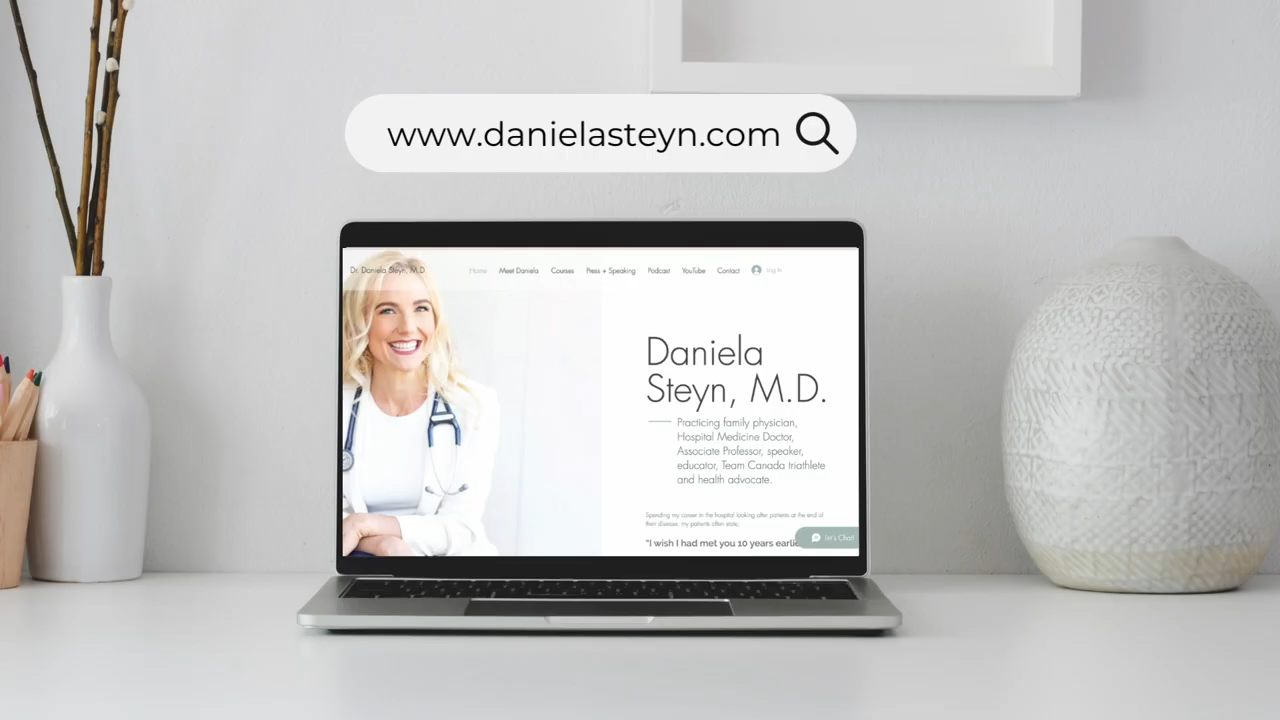 www.danielasteyn.com
Dr. Daniela Steyn, M.D
Home Meet Daniela Courses Press + Speaking Podcast YouTube Contact Log In
Daniela
Steyn, M.D.
Practicing family physician,
Hospital Medicine Doctor,
Associate Professor, speaker,
educator, Team Canada triathlete
and health advocate.
Spending my career in the hospital looking after patients at the end of
their disease, my patients often state;
"I wish I had met you 10 years earlie
Let's Chat!